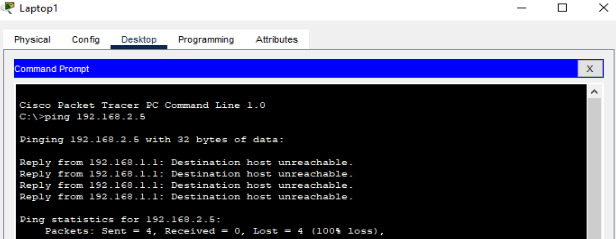 Laptop1
Physical Config Desktop Programming Attributes
Command Prompt X
Cisco Packet Tracer PC Command Line 1.0
C:\>ping 192.168.2.5
Pinging 192.168.2.5 with 32 bytes of data:
Reply from 192.168.1.1: Destination host unreachable.
Reply from 192.168.1.1: Destination host unreachable.
Reply from 192.168.1.1: Destination host unreachable.
Reply from 192.168.1.1: Destination host unreachable.
Ping statistics for 192.168.2.5:
Packets: Sent = 4, Received = 0, Lost = 4 (100% loss),